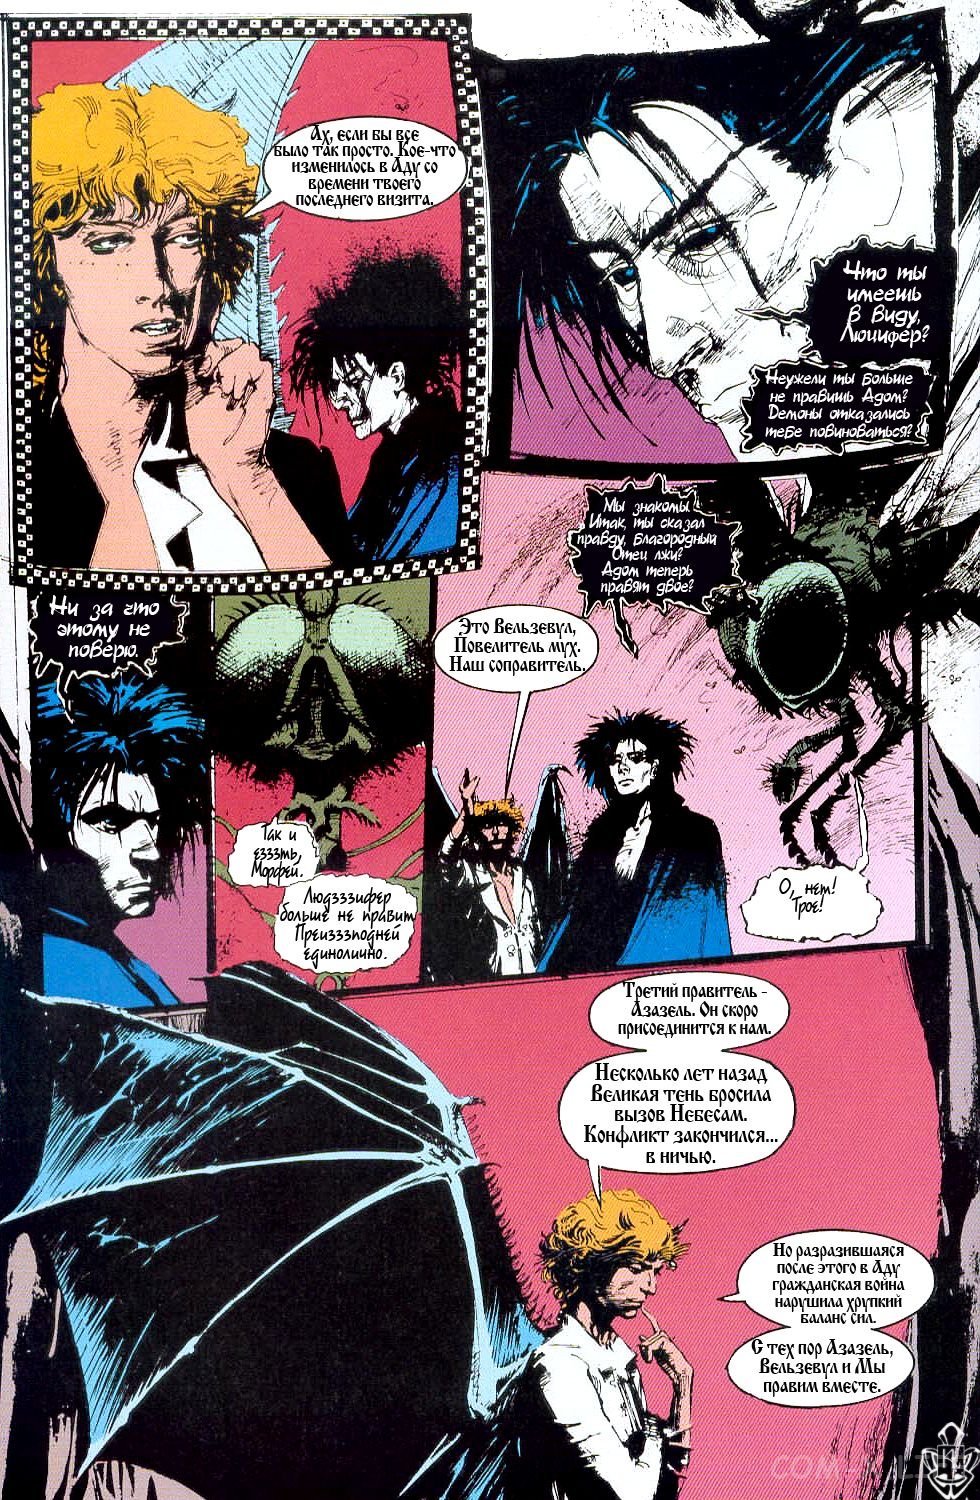 Ах, если бы все
было так просто. Кое-что
изменилось в Аду со
времени твоего
последнего визита.
Что ты
имеешь
в виду,
Люцифер?
Неужели ты больше
не правишь Адом?
Демоны отказались
тебе повиноваться?
Ни за что
этому не
поверю.
Так и
езззть,
Морфей.
Людзззифер
больше не правит
Преизззподней
единолично.
Это Вельзевул,
Повелитель мух.
Наш соправитель.
Мы знакомы.
Итак, ты сказал
правду, Благородный
Отец лжи?
Адом теперь
правят двое?
О, нет!
Трое!
Третий правитель -
Азазель. Он скоро
присоединится к нам.
Несколько лет назад
Великая тень бросила
вызов Небесам.
Конфликт закончился...
в ничью.
Но разразившаяся
после этого в Аду
гражданская война
нарушила хрупкий
баланс сил.
С тех пор Азазель,
Вельзевул и Мы
правим вместе.